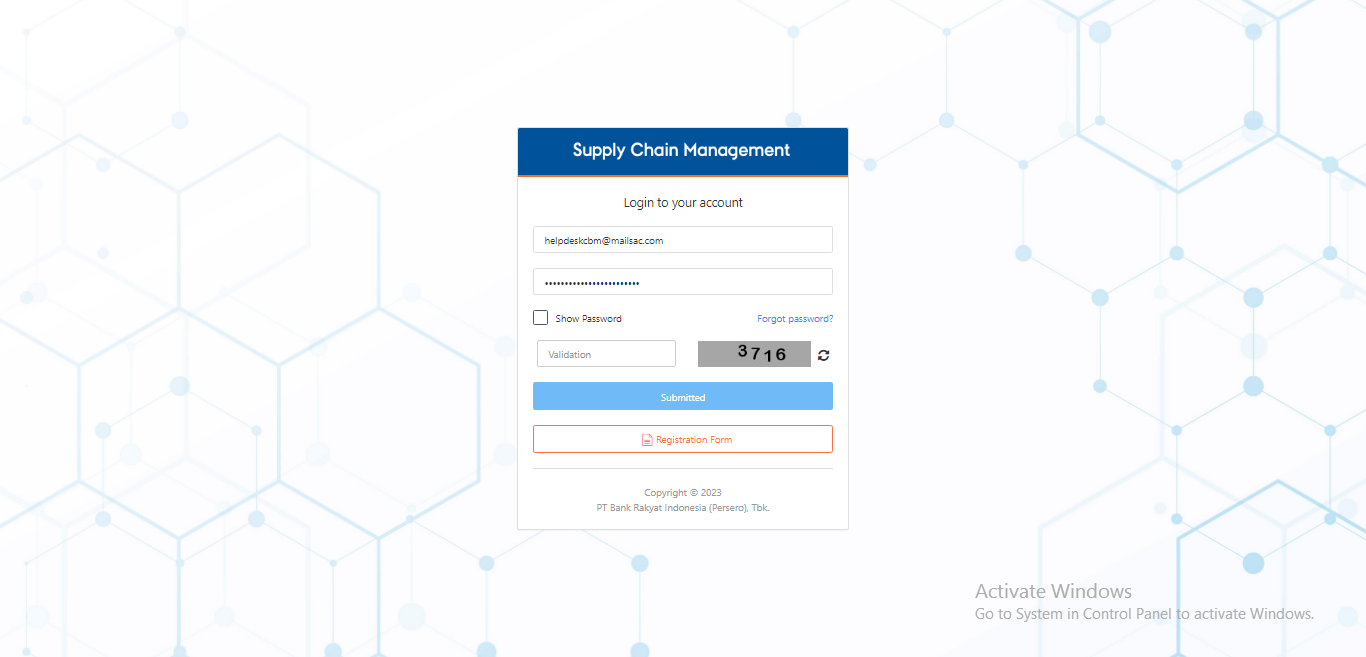 Supply Chain Management
Login to your account
helpdeskcbm@mailsac.com
••••••••••••••••••••••••
Show Password
Forgot password?
Validation
3716
Submitted
Registration Form
Copyright © 2023
PT Bank Rakyat Indonesia (Persero), Tbk.
Activate Windows
Go to System in Control Panel to activate Windows.